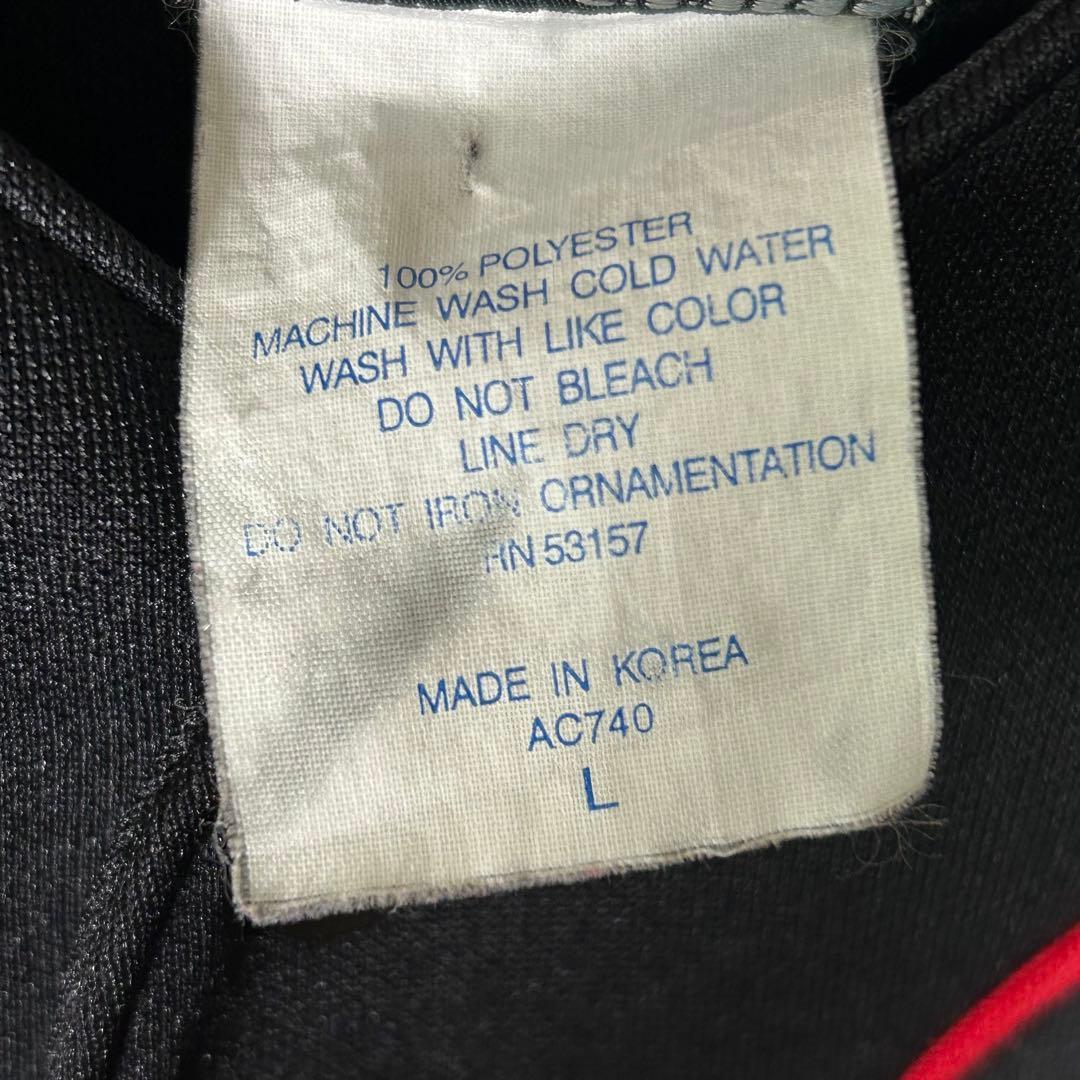 100% POLYESTER
MACHINE WASH COLD WATER
WASH WITH LIKE COLOR
DO NOT BLEACH
LINE DRY
DO NOT IRON ORNAMENTATION
RN 53157
MADE IN KOREA
AC740
L